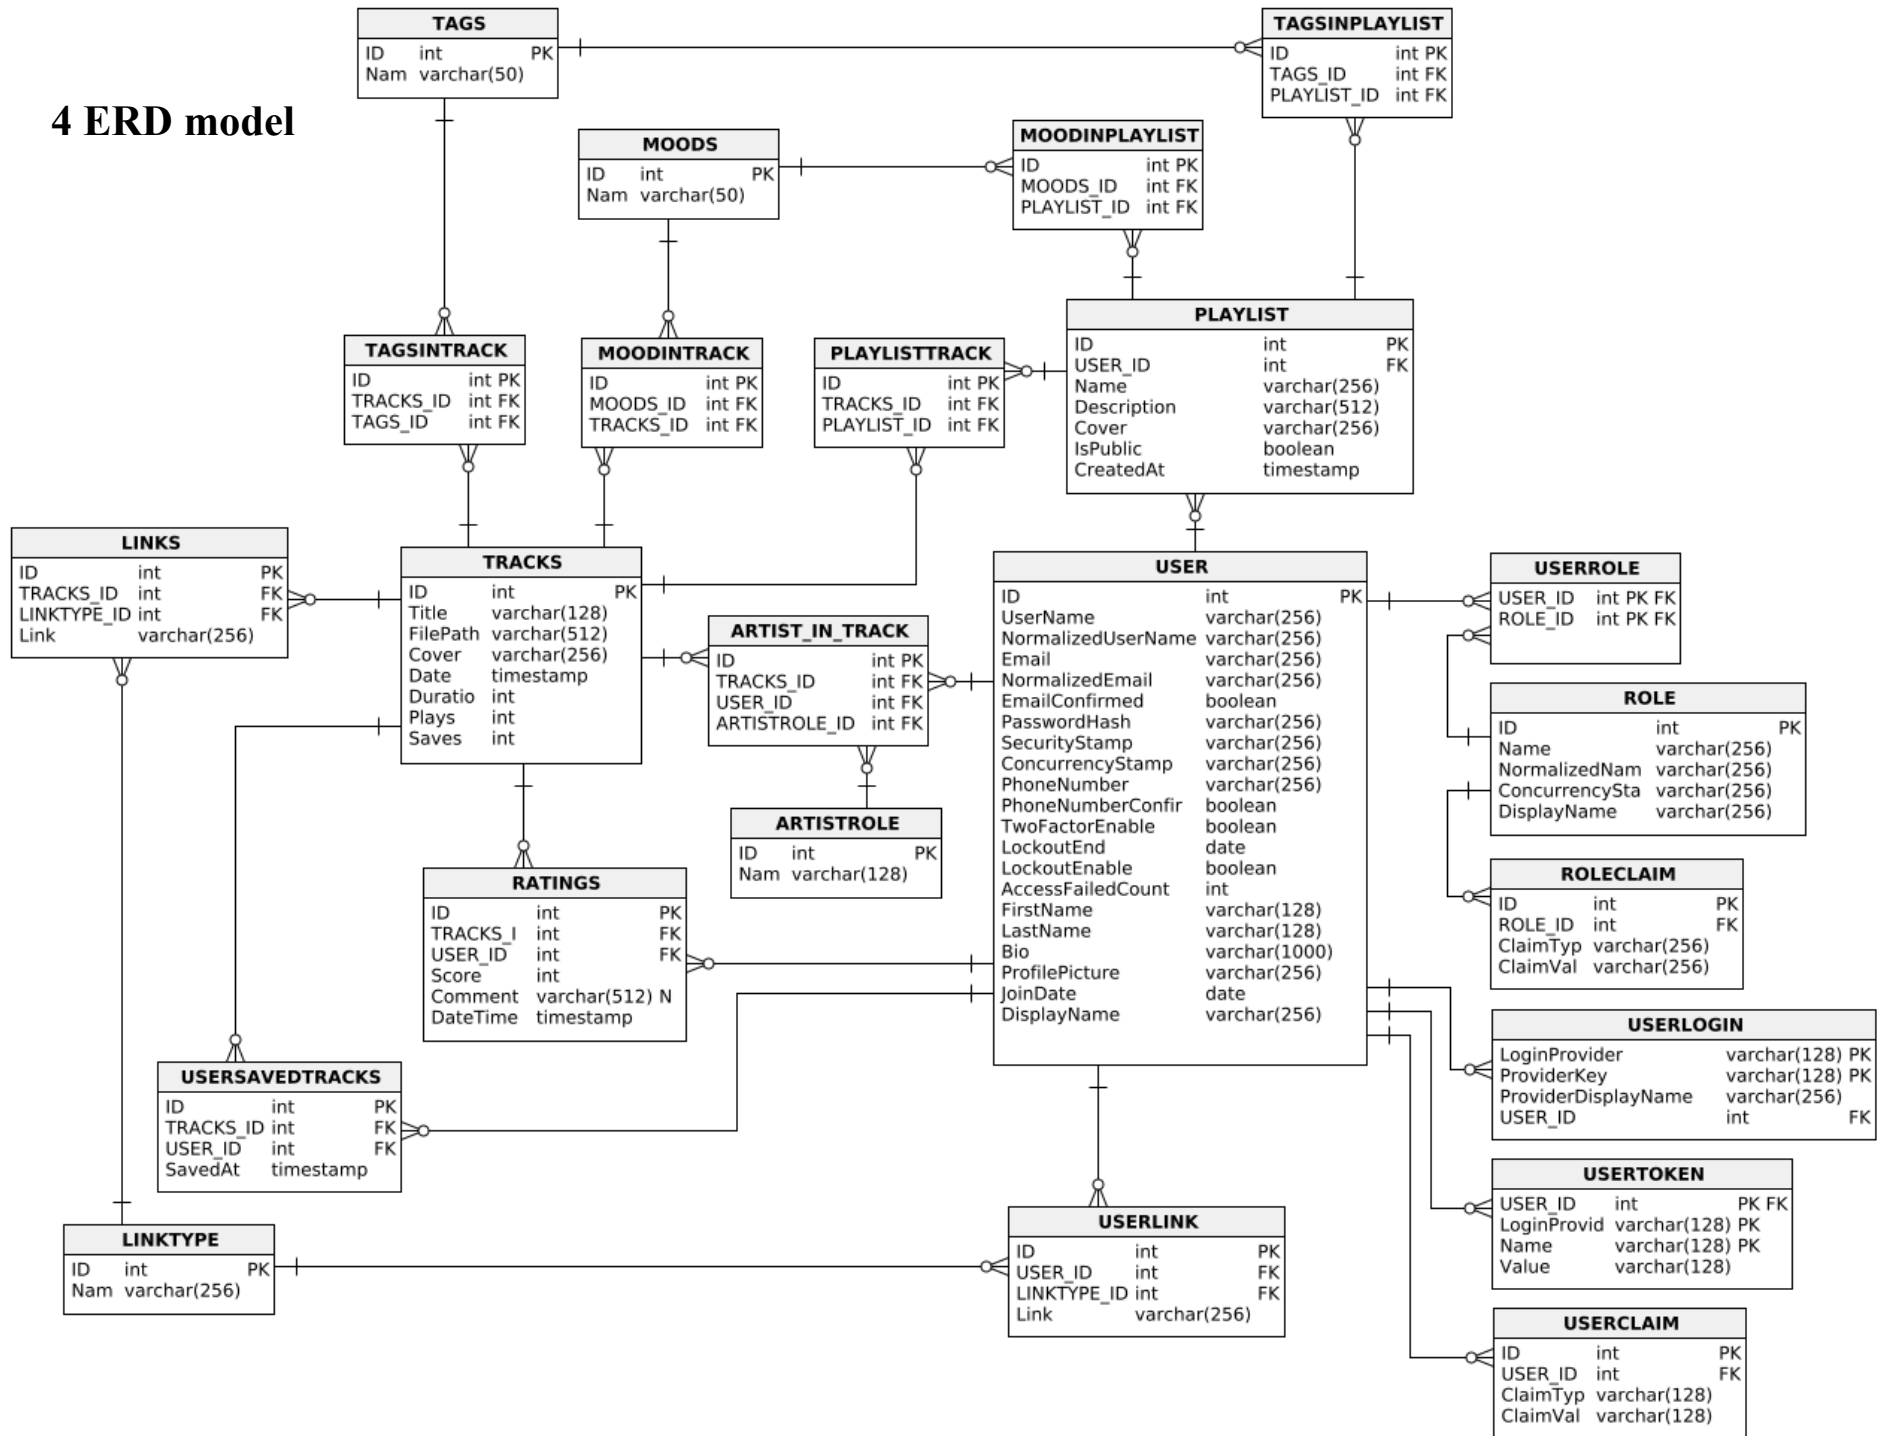 4 ERD model
TAGS
ID int PK
Nam varchar(50)
TAGSINPLAYLIST
ID int PK
TAGS_ID int FK
PLAYLIST_ID int FK
MOODS
ID int PK
Nam varchar(50)
MOODINPLAYLIST
ID int PK
MOODS_ID int FK
PLAYLIST_ID int FK
TAGSINTRACK
ID int PK
TRACKS_ID int FK
TAGS_ID int FK
MOODINTRACK
ID int PK
MOODS_ID int FK
TRACKS_ID int FK
PLAYLISTTRACK
ID int PK
TRACKS_ID int FK
PLAYLIST_ID int FK
PLAYLIST
ID int PK
USER_ID int FK
Name varchar(256)
Description varchar(512)
Cover varchar(256)
IsPublic boolean
CreatedAt timestamp
LINKS
ID int PK
TRACKS_ID int FK
LINKTYPE_ID int FK
Link varchar(256)
TRACKS
ID int PK
Title varchar(128)
FilePath varchar(512)
Cover varchar(256)
Date timestamp
Duratio int
Plays int
Saves int
ARTIST_IN_TRACK
ID int PK
TRACKS_ID int FK
USER_ID int FK
ARTISTROLE_ID int FK
ARTISTROLE
ID int PK
Nam varchar(128)
USER
ID int PK
UserName varchar(256)
NormalizedUserName varchar(256)
Email varchar(256)
NormalizedEmail varchar(256)
EmailConfirmed boolean
PasswordHash varchar(256)
SecurityStamp varchar(256)
ConcurrencyStamp varchar(256)
PhoneNumber varchar(256)
PhoneNumberConfir boolean
TwoFactorEnable boolean
LockoutEnd date
LockoutEnable boolean
AccessFailedCount int
FirstName varchar(128)
LastName varchar(128)
Bio varchar(1000)
ProfilePicture varchar(256)
JoinDate date
DisplayName varchar(256)
USERROLE
USER_ID int PK FK
ROLE_ID int PK FK
ROLE
ID int PK
Name varchar(256)
NormalizedNam varchar(256)
ConcurrencySta varchar(256)
DisplayName varchar(256)
ROLECLAIM
ID int PK
ROLE_ID int FK
ClaimTyp varchar(256)
ClaimVal varchar(256)
RATINGS
ID int PK
TRACKS_I int FK
USER_ID int FK
Score int
Comment varchar(512) N
DateTime timestamp
USERSAVEDTRACKS
ID int PK
TRACKS_ID int FK
USER_ID int FK
SavedAt timestamp
USERLOGIN
LoginProvider varchar(128) PK
ProviderKey varchar(128) PK
ProviderDisplayName varchar(256)
USER_ID int FK
USERTOKEN
USER_ID int PK FK
LoginProvid varchar(128) PK
Name varchar(128) PK
Value varchar(128)
LINKTYPE
ID int PK
Nam varchar(256)
USERLINK
ID int PK
USER_ID int FK
LINKTYPE_ID int FK
Link varchar(256)
USERCLAIM
ID int PK
USER_ID int FK
ClaimTyp varchar(128)
ClaimVal varchar(128)